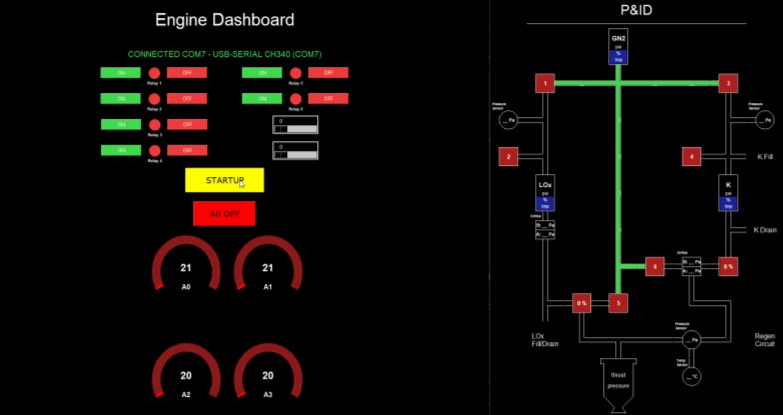 Engine Dashboard
CONNECTED COM7 - USB-SERIAL CH340 (COM7)
ON OFF ON OFF
Relay 1 Relay 5
ON OFF ON OFF
Relay 2 Relay 6
ON OFF 0
Relay 3
ON OFF 0
Relay 4
STARTUP
All OFF
21 21
A0 A1
20 20
A2 A3
P&ID
GN2
psi
%
tmp
1 3
Pressure Sensor
__ Pa
Pressure Sensor
__ Pa
2 4 K Fill
LOx
psi
%
tmp
K
psi
%
tmp
Orifice
B: __ Pa
A: __ Pa
K Drain
Orifice
B: __ Pa
A: __ Pa
6 0 %
0 % 5
LOx
Fill/Drain
Pressure Sensor
__ Pa
Regen
Circuit
Temp Sensor
__ °C
thrust
pressure